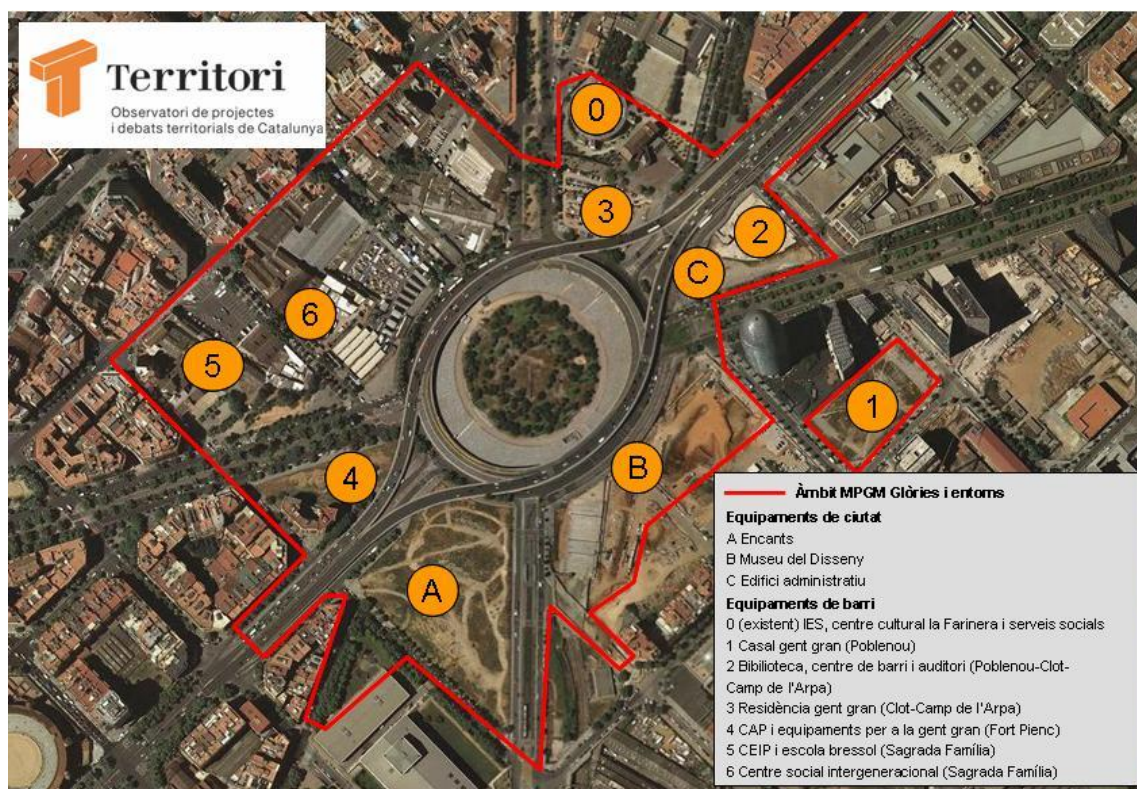 Territori
Observatori de projectes
i debats territorials de Catalunya
0
3
2
C
6
5
1
4
B
A
Àmbit MPGM Glòries i entorns
Equipaments de ciutat
A Encants
B Museu del Disseny
C Edifici administratiu
Equipaments de barri
0 (existent) IES, centre cultural la Farinera i serveis socials
1 Casal gent gran (Poblenou)
2 Bibilioteca, centre de barri i auditori (Poblenou-Clot-
Camp de l'Arpa)
3 Residència gent gran (Clot-Camp de l'Arpa)
4 CAP i equipaments per a la gent gran (Fort Pienc)
5 CEIP i escola bressol (Sagrada Família)
6 Centre social intergeneracional (Sagrada Família)